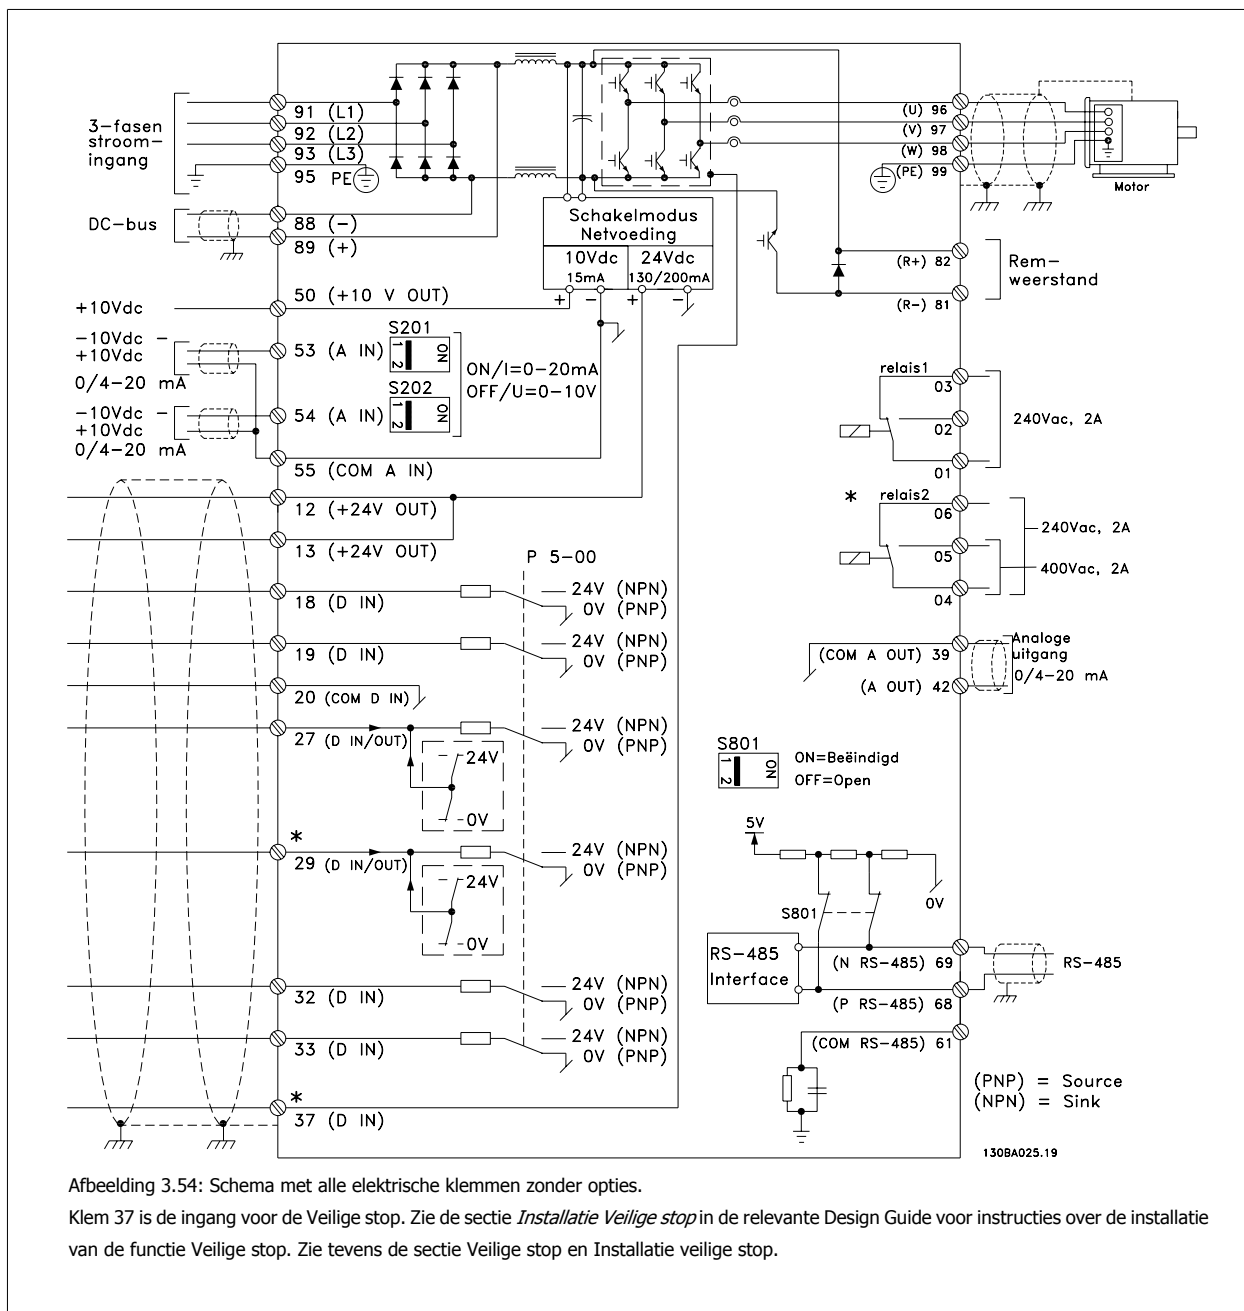 3-fasen
stroom-
ingang
91 (L1)
92 (L2)
93 (L3)
95 PE
DC-bus
88 (-)
89 (+)
Schakelmodus
Netvoeding
10Vdc
15mA
24Vdc
130/200mA
+ - + -
+10Vdc
50 (+10 V OUT)
-10Vdc -
+10Vdc
0/4-20 mA
53 (A IN)
S201
1 2 ON
ON/I=0-20mA
OFF/U=0-10V
S202
1 2 ON
-10Vdc -
+10Vdc
0/4-20 mA
54 (A IN)
55 (COM A IN)
12 (+24V OUT)
13 (+24V OUT)
P 5-00
18 (D IN)
24V (NPN)
0V (PNP)
19 (D IN)
24V (NPN)
0V (PNP)
20 (COM D IN)
27 (D IN/OUT)
24V (NPN)
0V (PNP)
24V
0V
*
29 (D IN/OUT)
24V (NPN)
0V (PNP)
24V
0V
32 (D IN)
24V (NPN)
0V (PNP)
33 (D IN)
24V (NPN)
0V (PNP)
*
37 (D IN)
(U) 96
(V) 97
(W) 98
(PE) 99
Motor
(R+) 82
(R-) 81
Rem-
weerstand
relais1
03
02
01
240Vac, 2A
* relais2
06
05
04
240Vac, 2A
400Vac, 2A
(COM A OUT) 39
(A OUT) 42
Analoge
uitgang
0/4-20 mA
S801
1 2 ON
ON=Beëindigd
OFF=Open
5V
S801
0V
RS-485
Interface
(N RS-485) 69
(P RS-485) 68
RS-485
(COM RS-485) 61
(PNP) = Source
(NPN) = Sink
130BA025.19
Afbeelding 3.54: Schema met alle elektrische klemmen zonder opties.
Klem 37 is de ingang voor de Veilige stop. Zie de sectie Installatie Veilige stop in de relevante Design Guide voor instructies over de installatie
van de functie Veilige stop. Zie tevens de sectie Veilige stop en Installatie veilige stop.